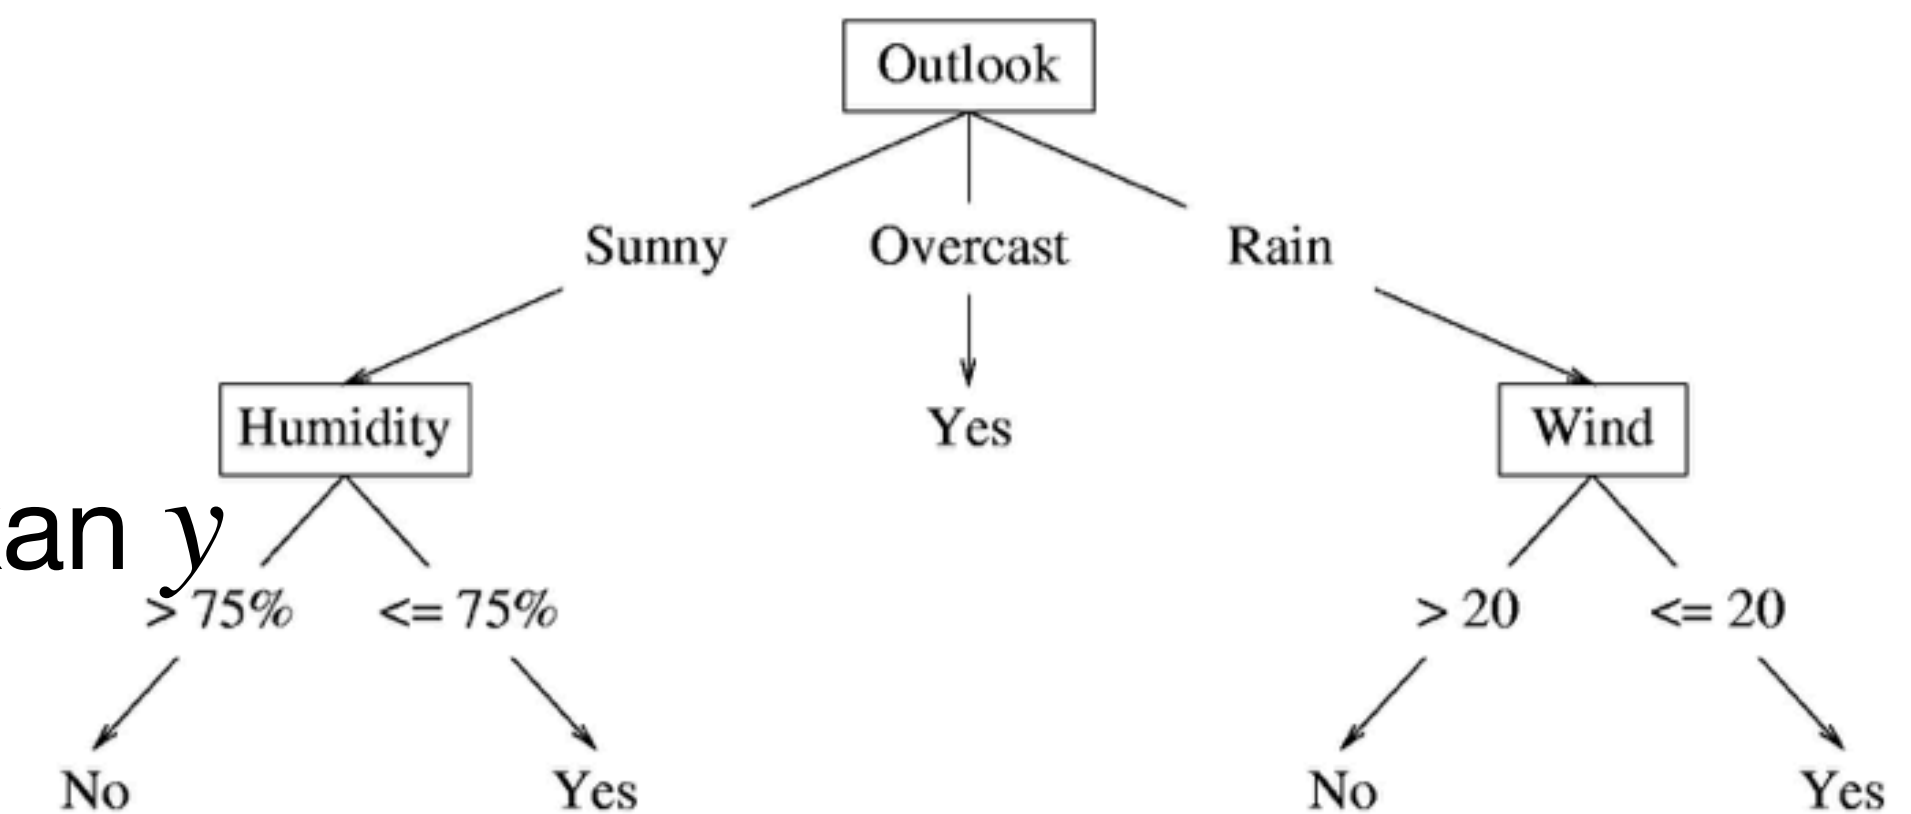 Outlook
Sunny Overcast Rain
Humidity Yes Wind
an y
> 75% <= 75% > 20 <= 20
No Yes No Yes